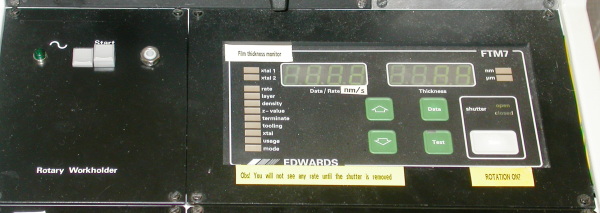 Start
Rotary Workholder
Film thickness monitor
FTM7
xtal 1
xtal 2
nm
µm
Data / Rate nm/s
Thickness
rate
layer
density
z-value
terminate
tooling
xtal
usage
mode
Data
Test
shutter
open
closed
EDWARDS
Obs! You will not see any rate until the shutter is removed
ROTATION ON?